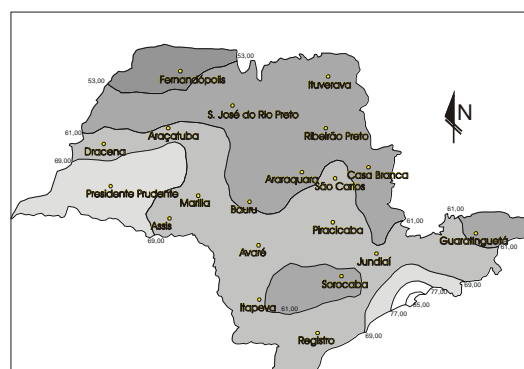 53,00
Fernandópolis
53,00
Ituverava
N
S. José do Rio Preto
61,00
Araçatuba
Ribeirão Preto
Dracena
69,00
Casa Branca
Araraquara
São Carlos
Presidente Prudente
Marília
Bauru
Assis
61,00
61,00
Piracicaba
69,00
Guaratinguetá
61,00
Avaré
Jundiaí
Sorocaba
69,00
77,00
85,00
Itapeva
61,00
77,00
Registro
69,00